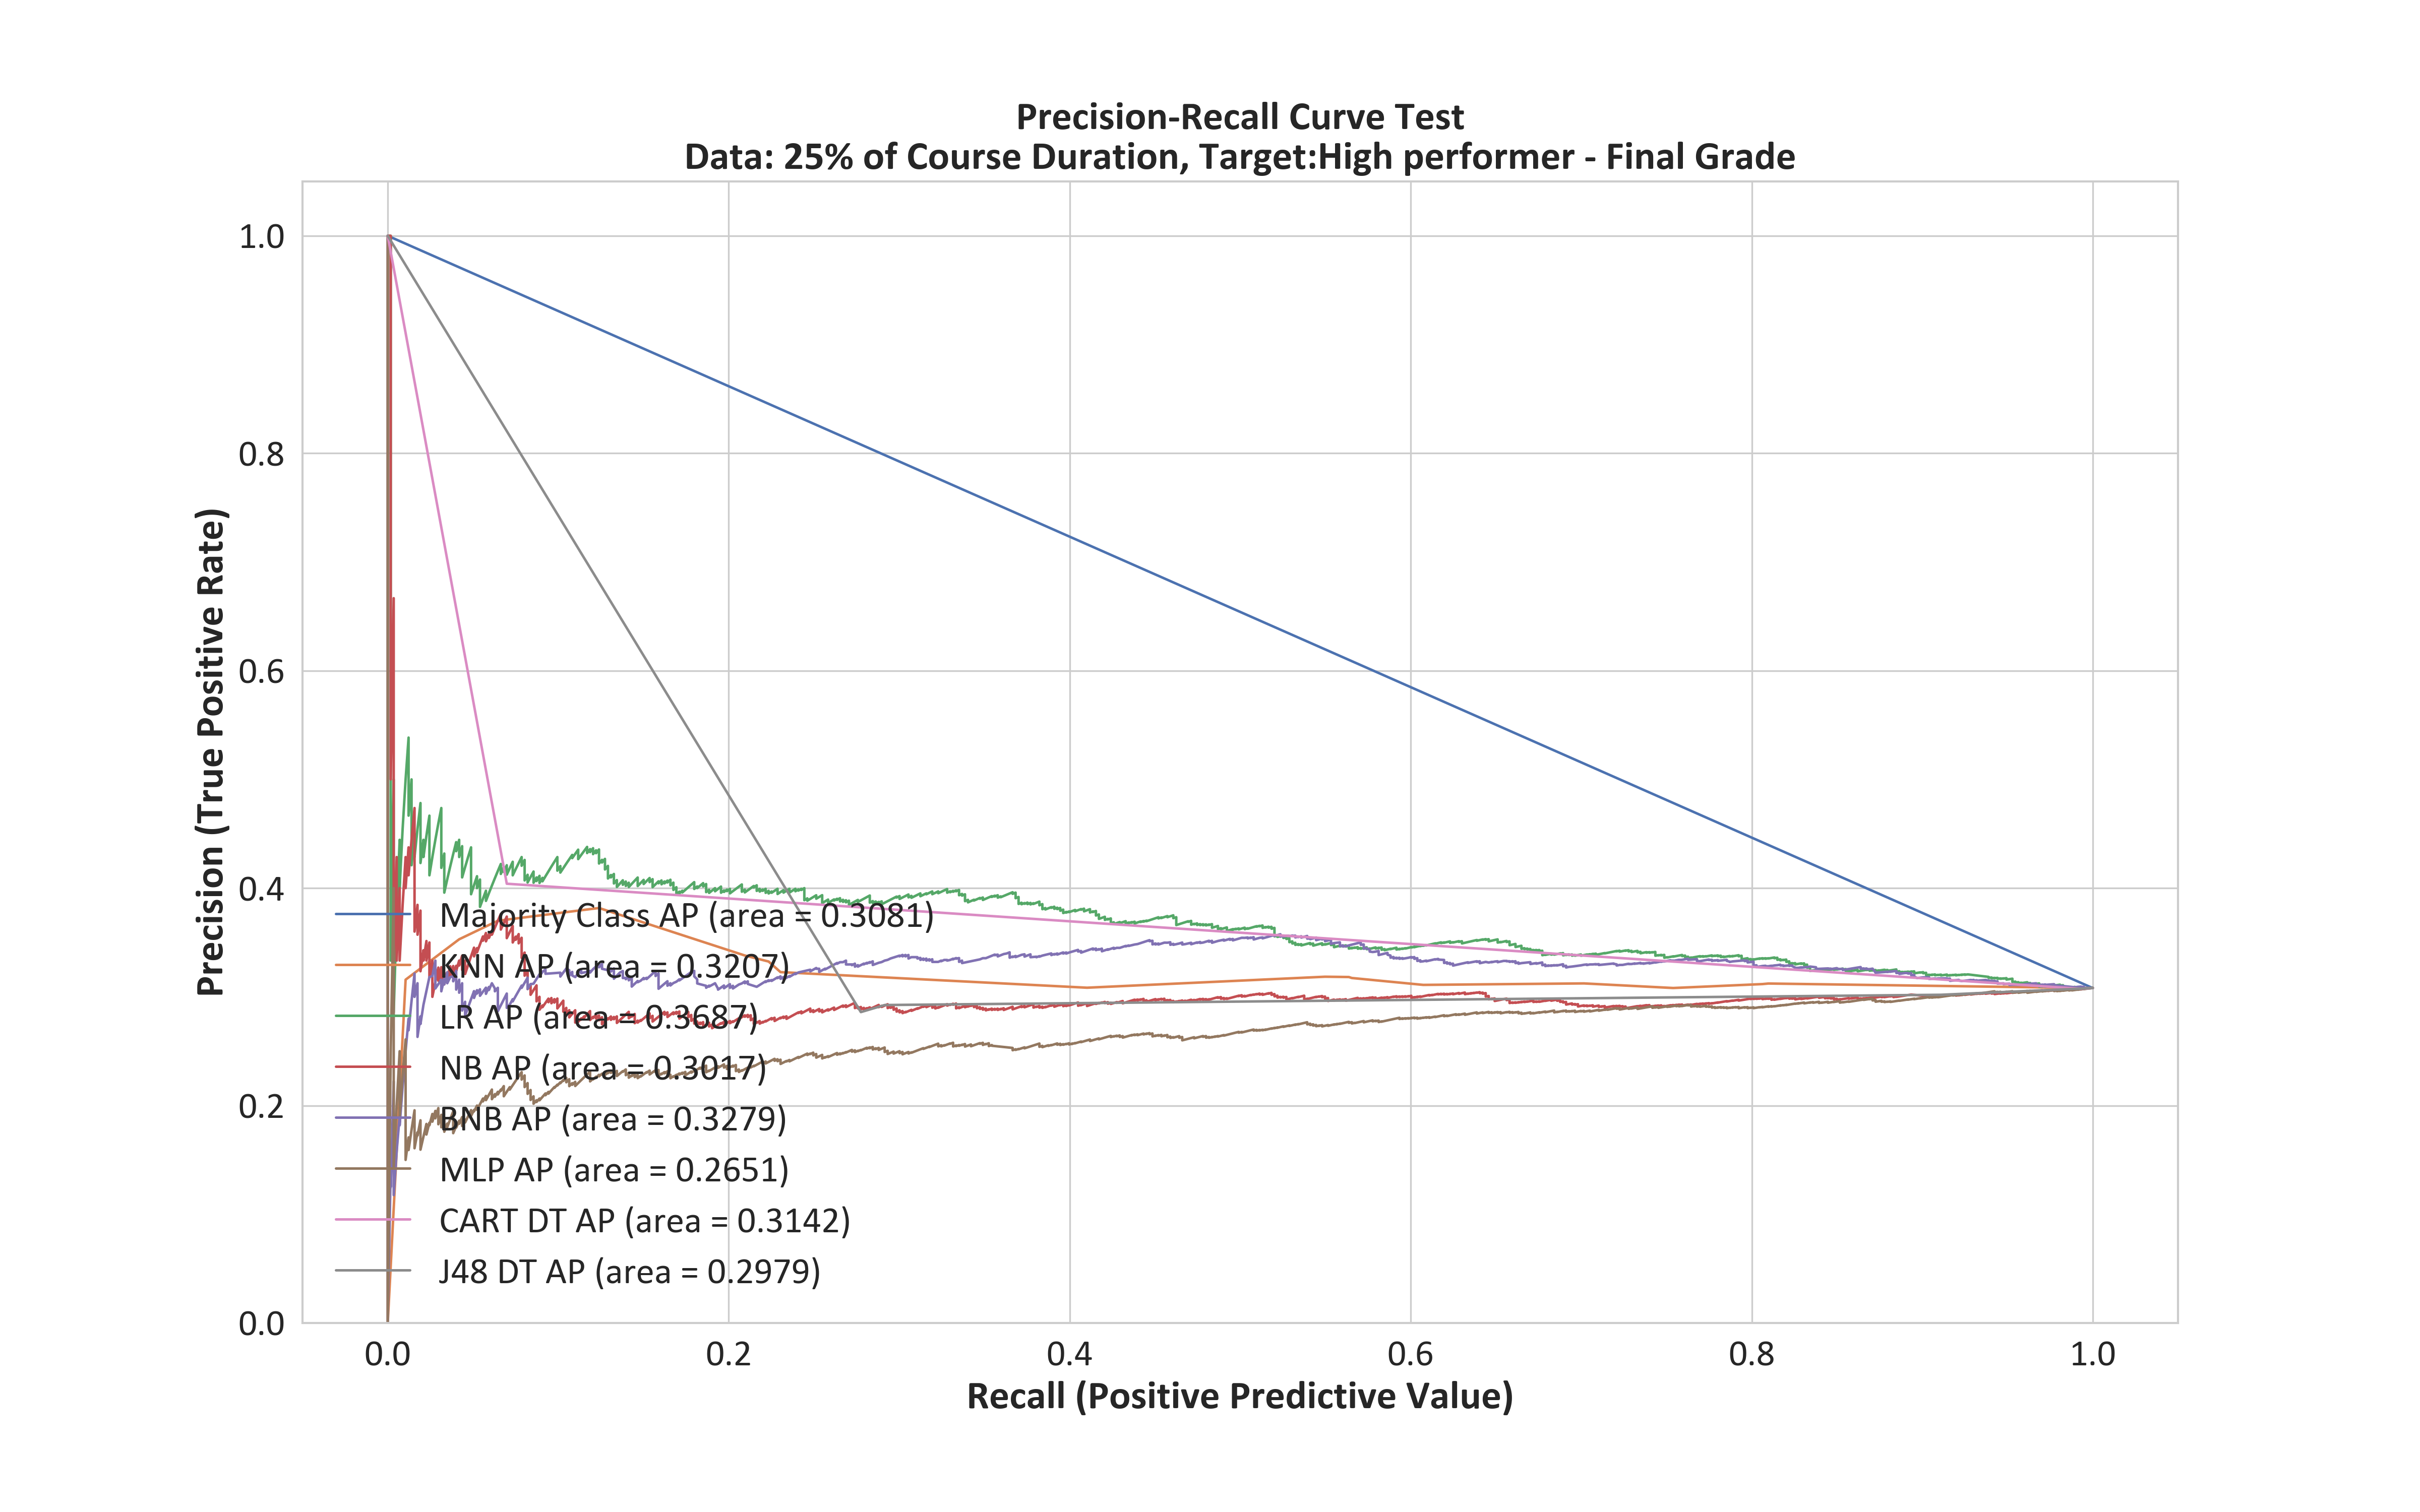 Precision-Recall Curve Test
Data: 25% of Course Duration, Target:High performer - Final Grade
Precision (True Positive Rate)
1.0
0.8
0.6
0.4
0.2
0.0
Majority Class AP (area = 0.3081)
KNN AP (area = 0.3207)
LR AP (area = 0.3687)
NB AP (area = 0.3017)
BNB AP (area = 0.3279)
MLP AP (area = 0.2651)
CART DT AP (area = 0.3142)
J48 DT AP (area = 0.2979)
0.0 0.2 0.4 0.6 0.8 1.0
Recall (Positive Predictive Value)